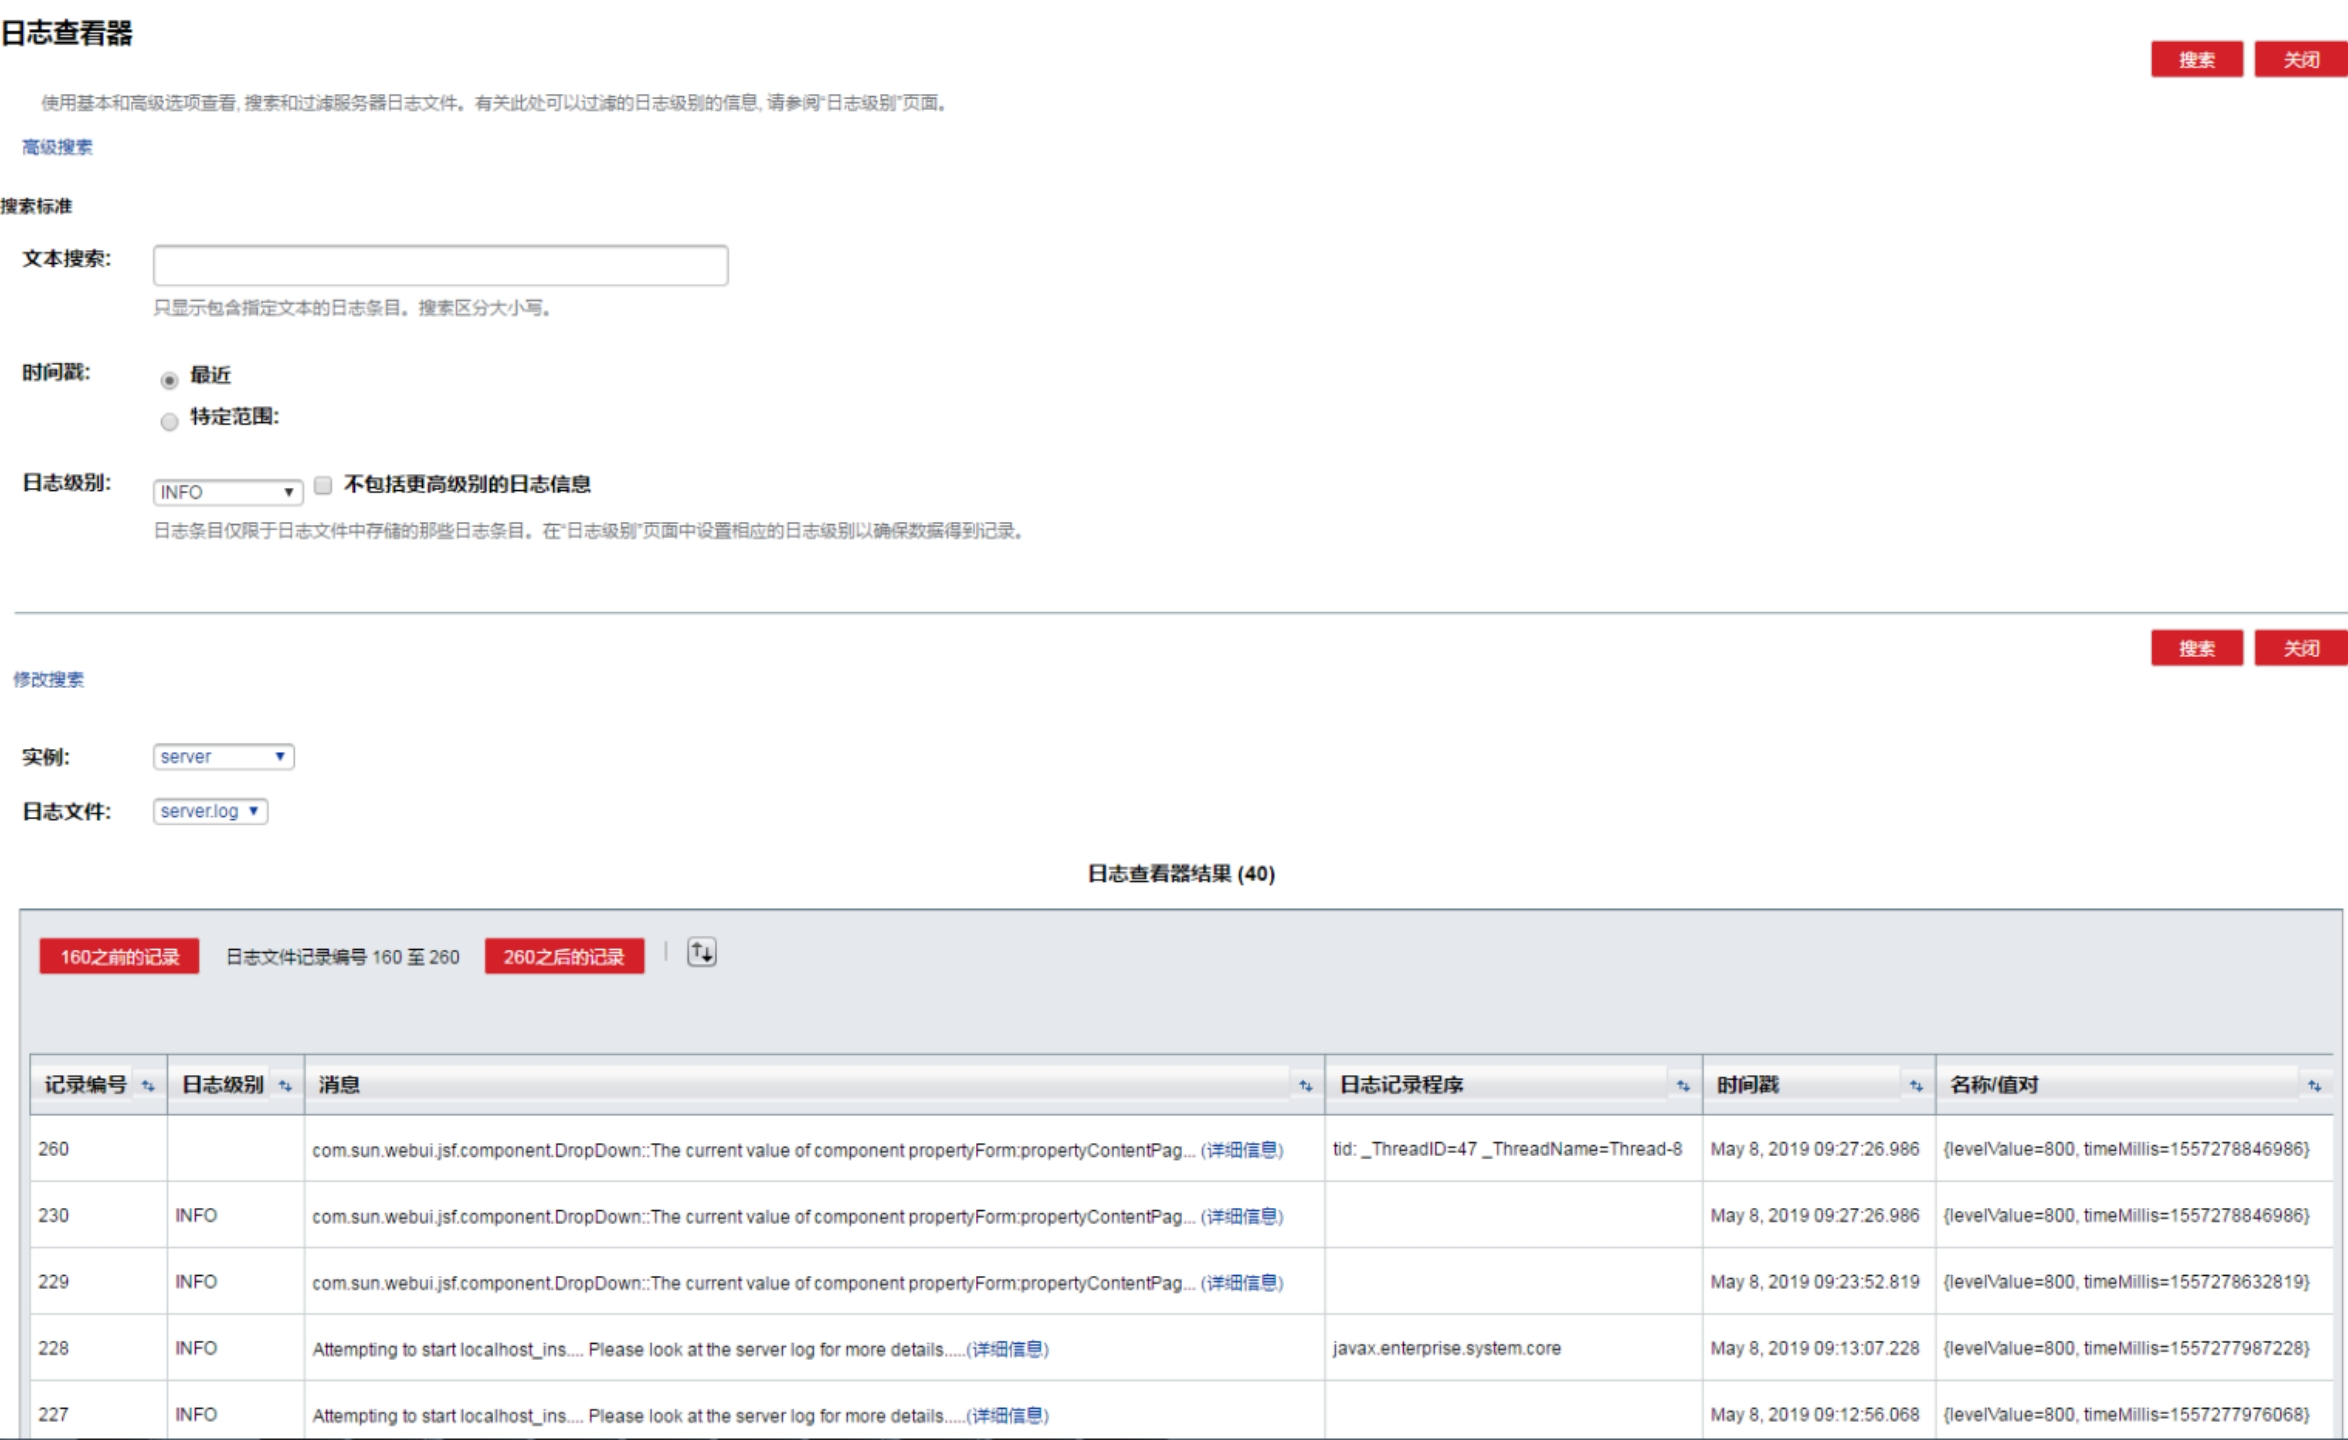 日志查看器
搜索 关闭
使用基本和高级选项查看, 搜索和过滤服务器日志文件。有关此处可以过滤的日志级别的信息, 请参阅“日志级别”页面。
高级搜索
搜索标准
文本搜索:
只显示包含指定文本的日志条目。搜索区分大小写。
时间戳: 最近
特定范围:
日志级别: INFO 不包括更高级别的日志信息
日志条目仅限于日志文件中存储的那些日志条目。在“日志级别”页面中设置相应的日志级别以确保数据得到记录。
搜索 关闭
修改搜索
实例: server
日志文件: server.log
日志查看器结果 (40)
160之前的记录 日志文件记录编号 160 至 260 260之后的记录
记录编号 日志级别 消息 日志记录程序 时间戳 名称/值对
260 com.sun.webui.jsf.component.DropDown::The current value of component propertyForm:propertyContentPag... (详细信息) tid: _ThreadID=47 _ThreadName=Thread-8 May 8, 2019 09:27:26.986 {levelValue=800, timeMillis=1557278846986}
230 INFO com.sun.webui.jsf.component.DropDown::The current value of component propertyForm:propertyContentPag... (详细信息) May 8, 2019 09:27:26.986 {levelValue=800, timeMillis=1557278846986}
229 INFO com.sun.webui.jsf.component.DropDown::The current value of component propertyForm:propertyContentPag... (详细信息) May 8, 2019 09:23:52.819 {levelValue=800, timeMillis=1557278632819}
228 INFO Attempting to start localhost_ins.... Please look at the server log for more details.....(详细信息) javax.enterprise.system.core May 8, 2019 09:13:07.228 {levelValue=800, timeMillis=1557277987228}
227 INFO Attempting to start localhost_ins.... Please look at the server log for more details.....(详细信息) May 8, 2019 09:12:56.068 {levelValue=800, timeMillis=1557277976068}